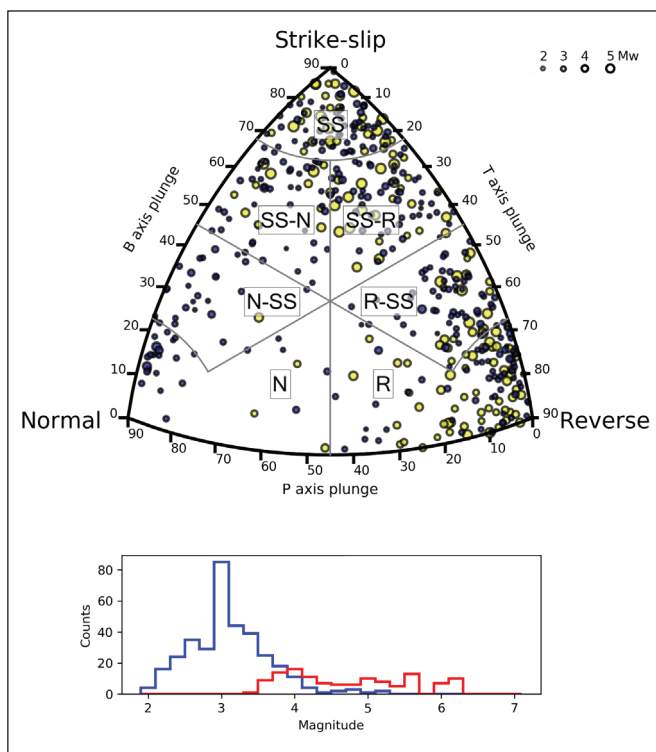 Strike-slip
2 3 4 5 Mw
90 0
80 10
70 20
60 30
50 40
40 50
30 60
20 70
10 80
0 90
B axis plunge
T axis plunge
SS
SS-N SS-R
N-SS R-SS
N R
Normal Reverse
90 80 70 60 50 40 30 20 10 0
P axis plunge
80
60
40
20
0
Counts
2 3 4 5 6 7
Magnitude